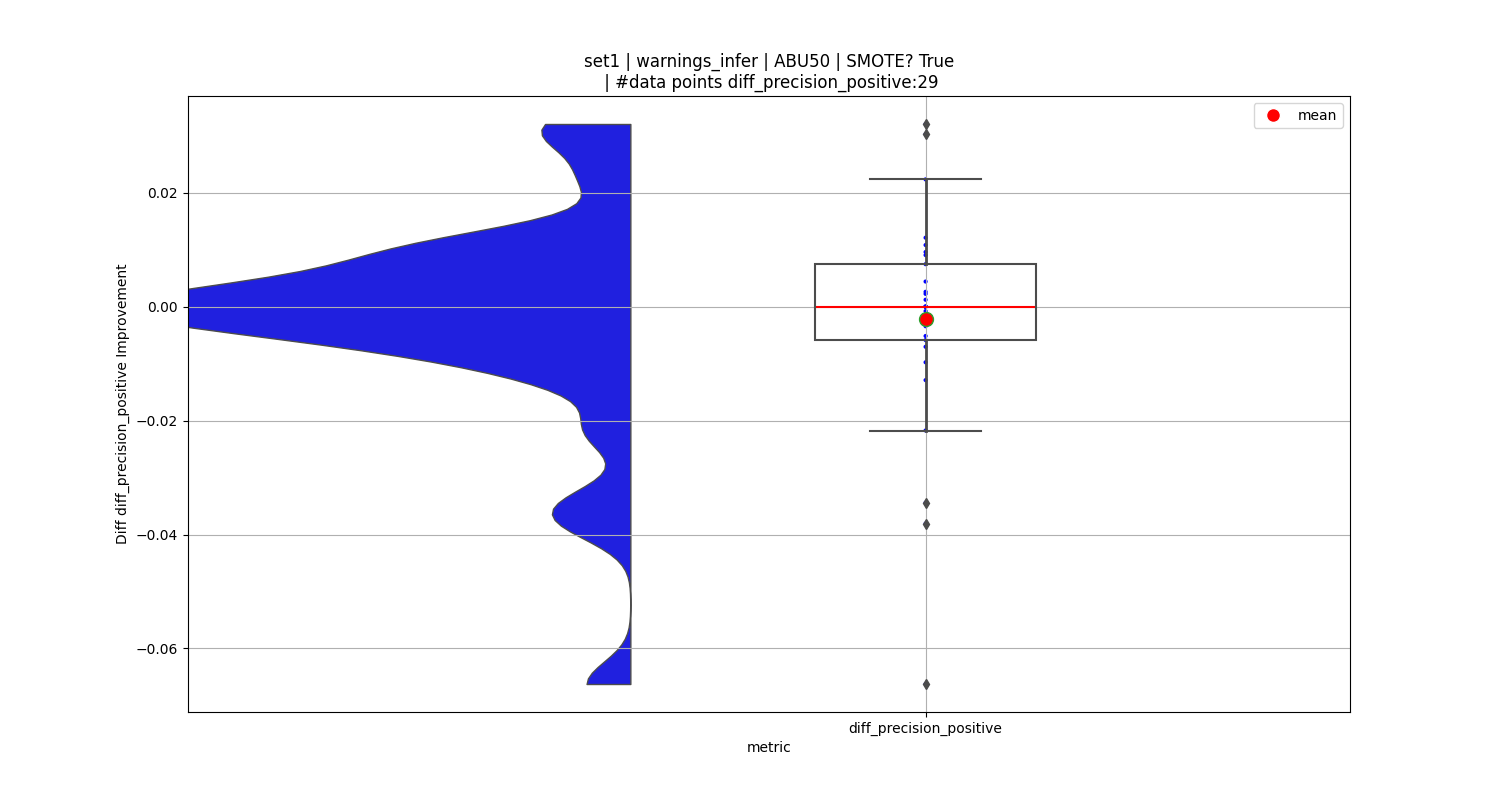 set1 | warnings_infer | ABU50 | SMOTE? True
| #data points diff_precision_positive:29
mean
0.02
0.00
−0.02
−0.04
−0.06
Diff diff_precision_positive Improvement
diff_precision_positive
metric